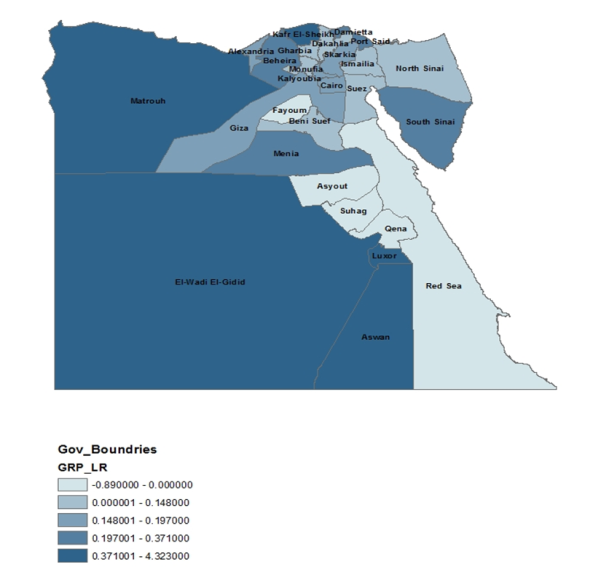 Kafr El-Sheikh
Damietta
Alexandria
Gharbia
Dakahlia
Port Said
Beheira
Skarkia
Monufia
Ismailia
North Sinai
Kalyoubia
Cairo
Suez
Matrouh
Fayoum
Beni Suef
South Sinai
Giza
Menia
Asyout
Suhag
Qena
Luxor
El-Wadi El-Gidid
Red Sea
Aswan
Gov_Boundries
GRP_LR
-0.890000 - 0.000000
0.000001 - 0.148000
0.148001 - 0.197000
0.197001 - 0.371000
0.371001 - 4.323000